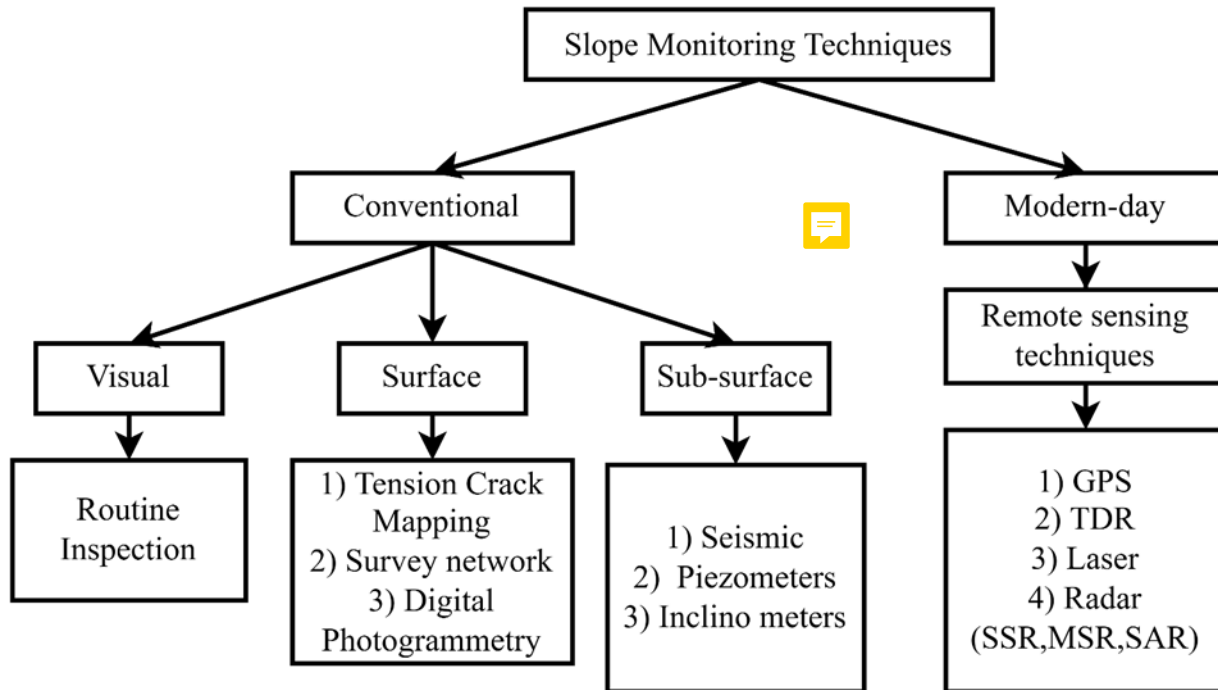 Slope Monitoring Techniques
Conventional
Modern-day
Visual
Surface
Sub-surface
Remote sensing
techniques
Routine
Inspection
1) Tension Crack
Mapping
2) Survey network
3) Digital
Photogrammetry
1) Seismic
2) Piezometers
3) Inclino meters
1) GPS
2) TDR
3) Laser
4) Radar
(SSR,MSR,SAR)